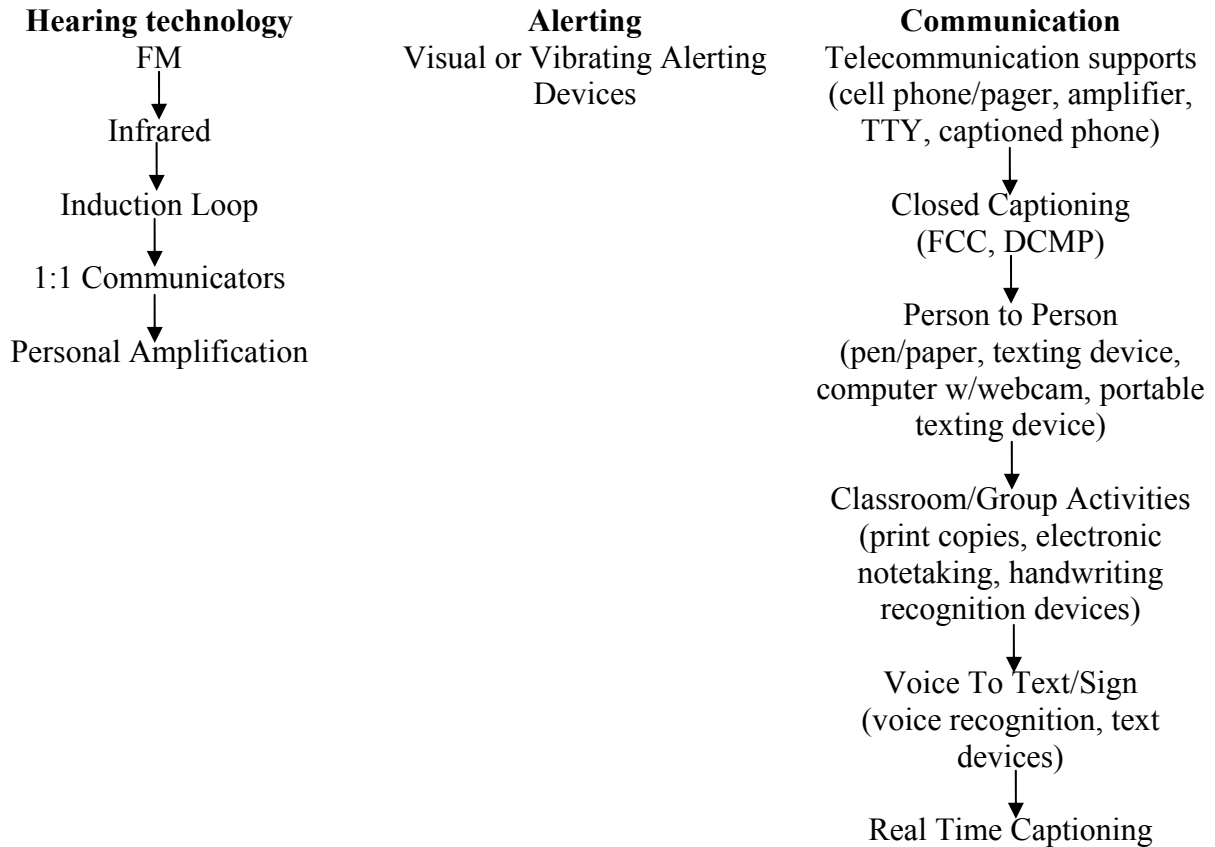 Hearing technology
FM
Infrared
Induction Loop
1:1 Communicators
Personal Amplification
Alerting
Visual or Vibrating Alerting
Devices
Communication
Telecommunication supports
(cell phone/pager, amplifier,
TTY, captioned phone)
Closed Captioning
(FCC, DCMP)
Person to Person
(pen/paper, texting device,
computer w/webcam, portable
texting device)
Classroom/Group Activities
(print copies, electronic
notetaking, handwriting
recognition devices)
Voice To Text/Sign
(voice recognition, text
devices)
Real Time Captioning